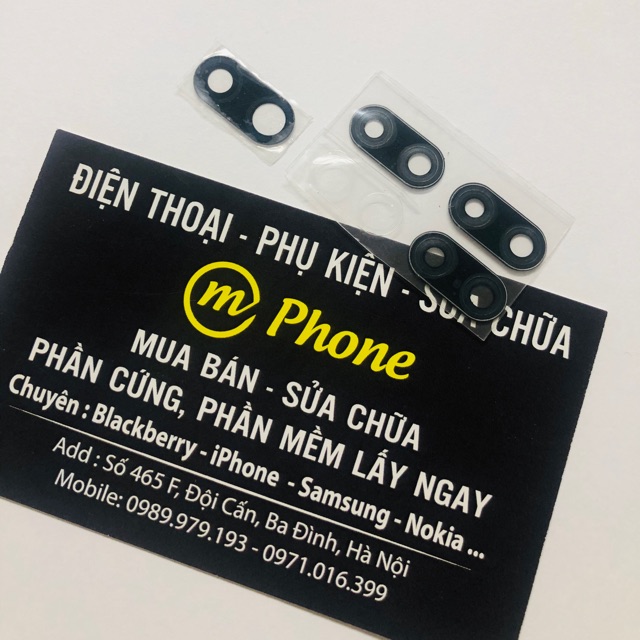 ĐIỆN THOẠI - PHỤ KIỆN - SỬA CHỮA
m Phone
MUA BÁN - SỬA CHỮA
PHẦN CỨNG, PHẦN MỀM LẤY NGAY
Chuyên : Blackberry - iPhone - Samsung - Nokia ...
Add : Số 465 F, Đội Cấn, Ba Đình, Hà Nội
Mobile: 0989.979.193 - 0971.016.399